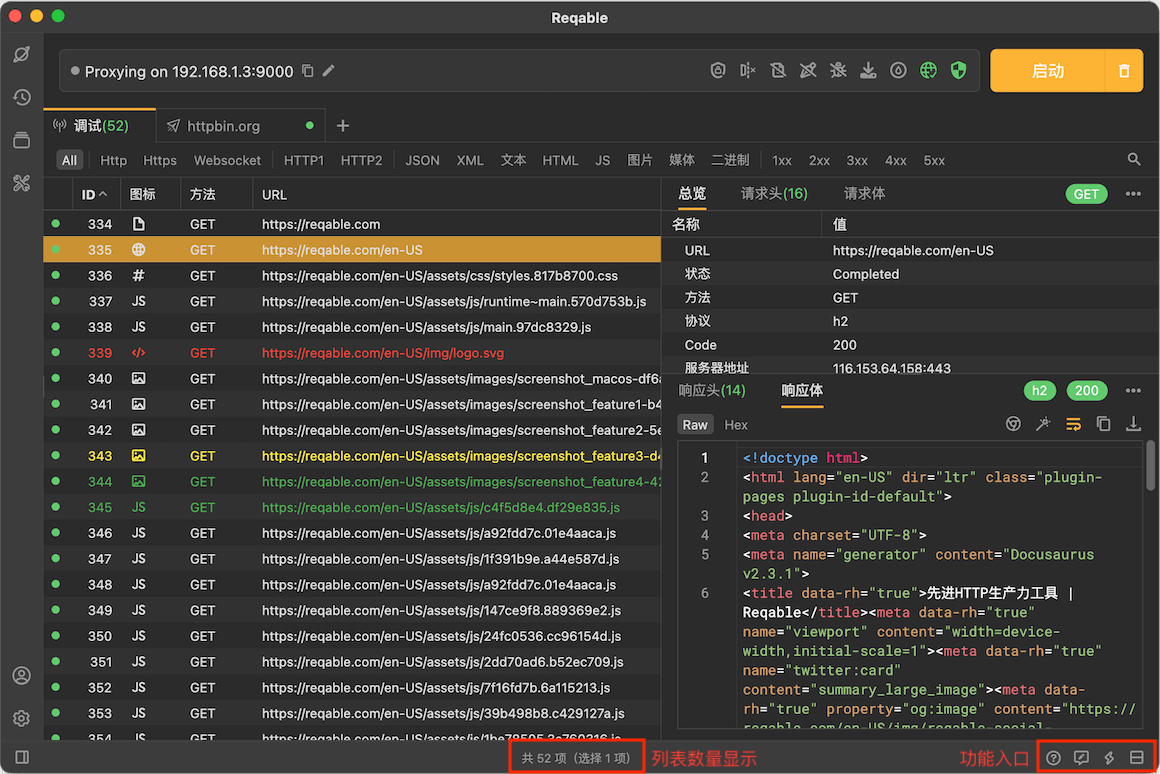 Reqable
Proxying on 192.168.1.3:9000
启动
调试(52)
httpbin.org
All Http Https Websocket HTTP1 HTTP2 JSON XML 文本 HTML JS 图片 媒体 二进制 1xx 2xx 3xx 4xx 5xx
ID 图标 方法 URL
334 GET https://reqable.com
335 GET https://reqable.com/en-US
336 # GET https://reqable.com/en-US/assets/css/styles.817b8700.css
337 JS GET https://reqable.com/en-US/assets/js/runtime~main.570d753b.js
338 JS GET https://reqable.com/en-US/assets/js/main.97dc8329.js
339 </> GET https://reqable.com/en-US/img/logo.svg
340 GET https://reqable.com/en-US/assets/images/screenshot_macos-df6a
341 GET https://reqable.com/en-US/assets/images/screenshot_feature1-b4
342 GET https://reqable.com/en-US/assets/images/screenshot_feature2-5e
343 GET https://reqable.com/en-US/assets/images/screenshot_feature3-d4
344 GET https://reqable.com/en-US/assets/images/screenshot_feature4-42
345 JS GET https://reqable.com/en-US/assets/js/c4f5d8e4.df29e835.js
346 JS GET https://reqable.com/en-US/assets/js/a92fdd7c.01e4aaca.js
347 JS GET https://reqable.com/en-US/assets/js/1f391b9e.a44e587d.js
348 JS GET https://reqable.com/en-US/assets/js/a92fdd7c.01e4aaca.js
349 JS GET https://reqable.com/en-US/assets/js/147ce9f8.889369e2.js
350 JS GET https://reqable.com/en-US/assets/js/24fc0536.cc96154d.js
351 JS GET https://reqable.com/en-US/assets/js/2dd70ad6.b52ec709.js
352 JS GET https://reqable.com/en-US/assets/js/7f16fd7b.6a115213.js
353 JS GET https://reqable.com/en-US/assets/js/39b498b8.c429127a.js
354 JS GET https://reqable.com/en-US/assets/js/1be78505.3a760316.js
总览 请求头(16) 请求体 GET
名称 值
URL https://reqable.com/en-US
状态 Completed
方法 GET
协议 h2
Code 200
服务器地址 116.153.64.158:443
响应头(14) 响应体 h2 200
Raw Hex
1 <!doctype html>
2 <html lang="en-US" dir="ltr" class="plugin-
pages plugin-id-default">
3 <head>
4 <meta charset="UTF-8">
5 <meta name="generator" content="Docusaurus
v2.3.1">
6 <title data-rh="true">先进HTTP生产力工具 |
Reqable</title><meta data-rh="true"
name="viewport" content="width=device-
width,initial-scale=1"><meta data-rh="true"
name="twitter:card"
content="summary_large_image"><meta data-
rh="true" property="og:image" content="https://
reqable.com/en-US/img/reqable-social-
共 52 项 (选择 1 项)
列表数量显示
功能入口